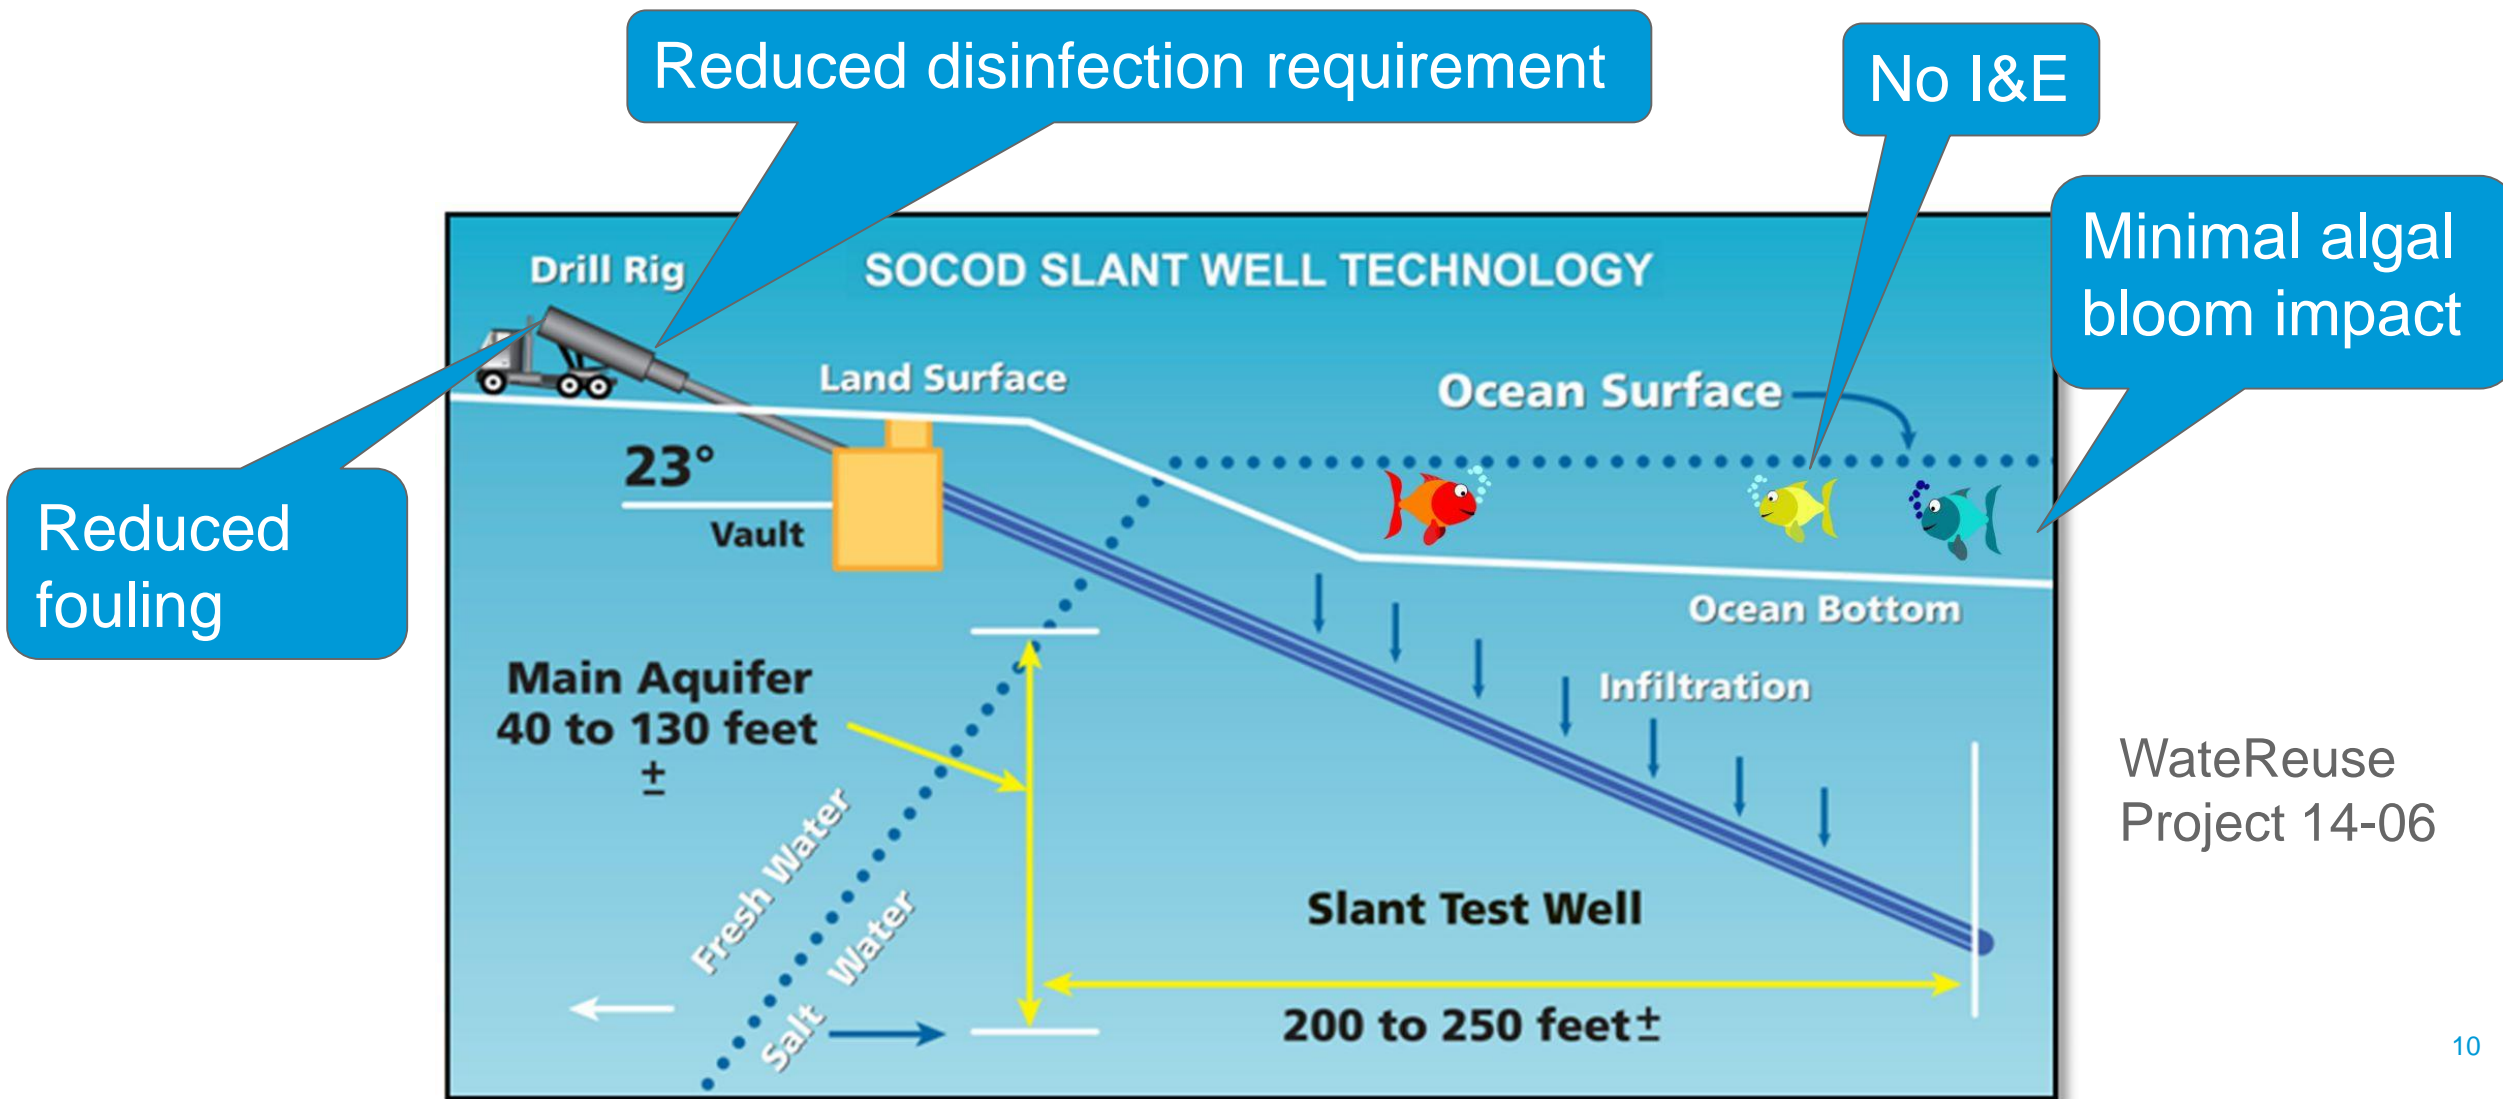 Reduced disinfection requirement
No I&E
Minimal algal
bloom impact
Drill Rig
SOCOD SLANT WELL TECHNOLOGY
Land Surface
Ocean Surface
23°
Vault
Reduced
fouling
Ocean Bottom
Main Aquifer
40 to 130 feet
±
Infiltration
WateReuse
Project 14-06
Fresh Water
Salt Water
Slant Test Well
200 to 250 feet±
10